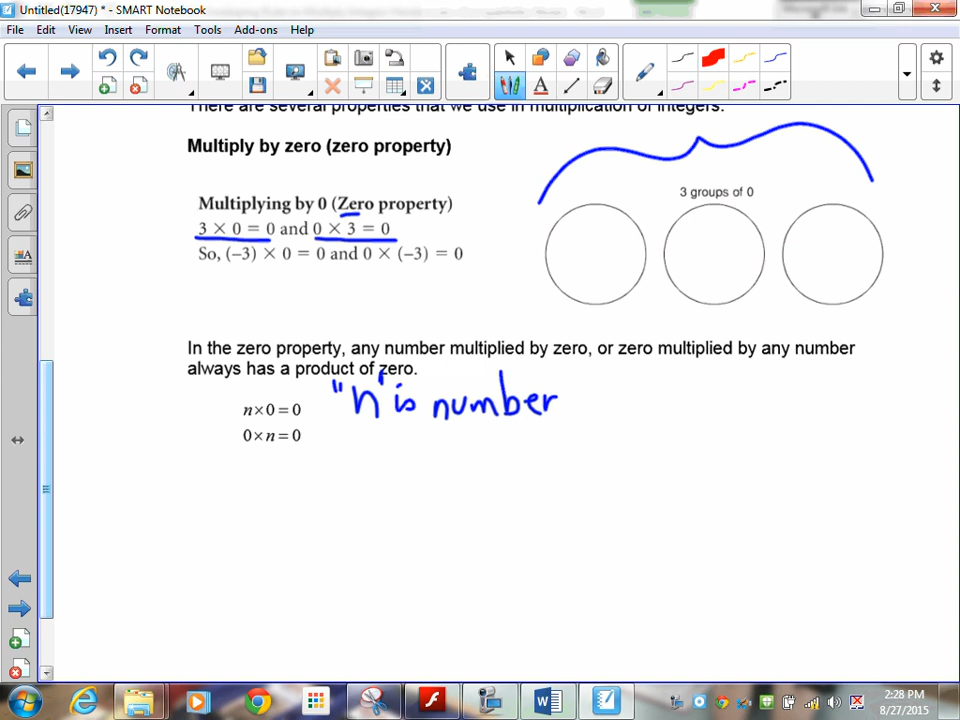 Untitled(17947) * - SMART Notebook
File Edit View Insert Format Tools Add-ons Help
There are several properties that we use in multiplication of integers.
Multiply by zero (zero property)
Multiplying by 0 (Zero property)
3 × 0 = 0 and 0 × 3 = 0
So, (−3) × 0 = 0 and 0 × (−3) = 0
3 groups of 0
In the zero property, any number multiplied by zero, or zero multiplied by any number
always has a product of zero.
n×0=0
0×n=0
"n" is number
2:28 PM
8/27/2015